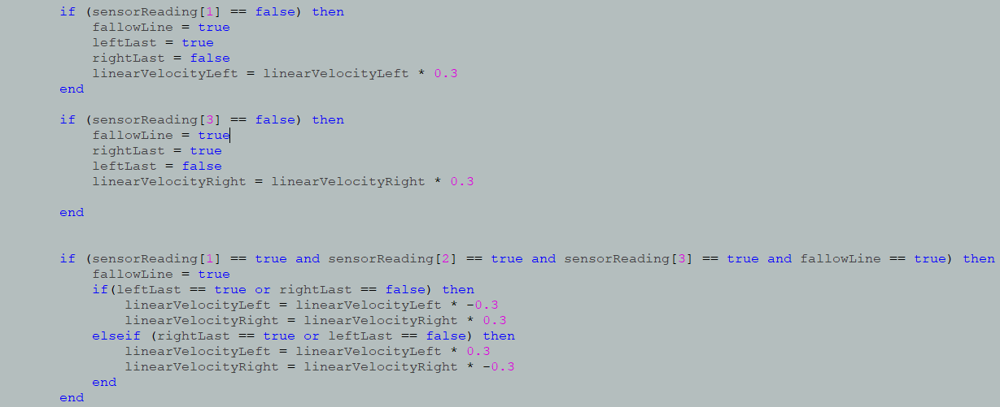 if (sensorReading[1] == false) then
fallowLine = true
leftLast = true
rightLast = false
linearVelocityLeft = linearVelocityLeft * 0.3
end
if (sensorReading[3] == false) then
fallowLine = true
rightLast = true
leftLast = false
linearVelocityRight = linearVelocityRight * 0.3
end
if (sensorReading[1] == true and sensorReading[2] == true and sensorReading[3] == true and fallowLine == true) then
fallowLine = true
if(leftLast == true or rightLast == false) then
linearVelocityLeft = linearVelocityLeft * -0.3
linearVelocityRight = linearVelocityRight * 0.3
elseif (rightLast == true or leftLast == false) then
linearVelocityLeft = linearVelocityLeft * 0.3
linearVelocityRight = linearVelocityRight * -0.3
end
end